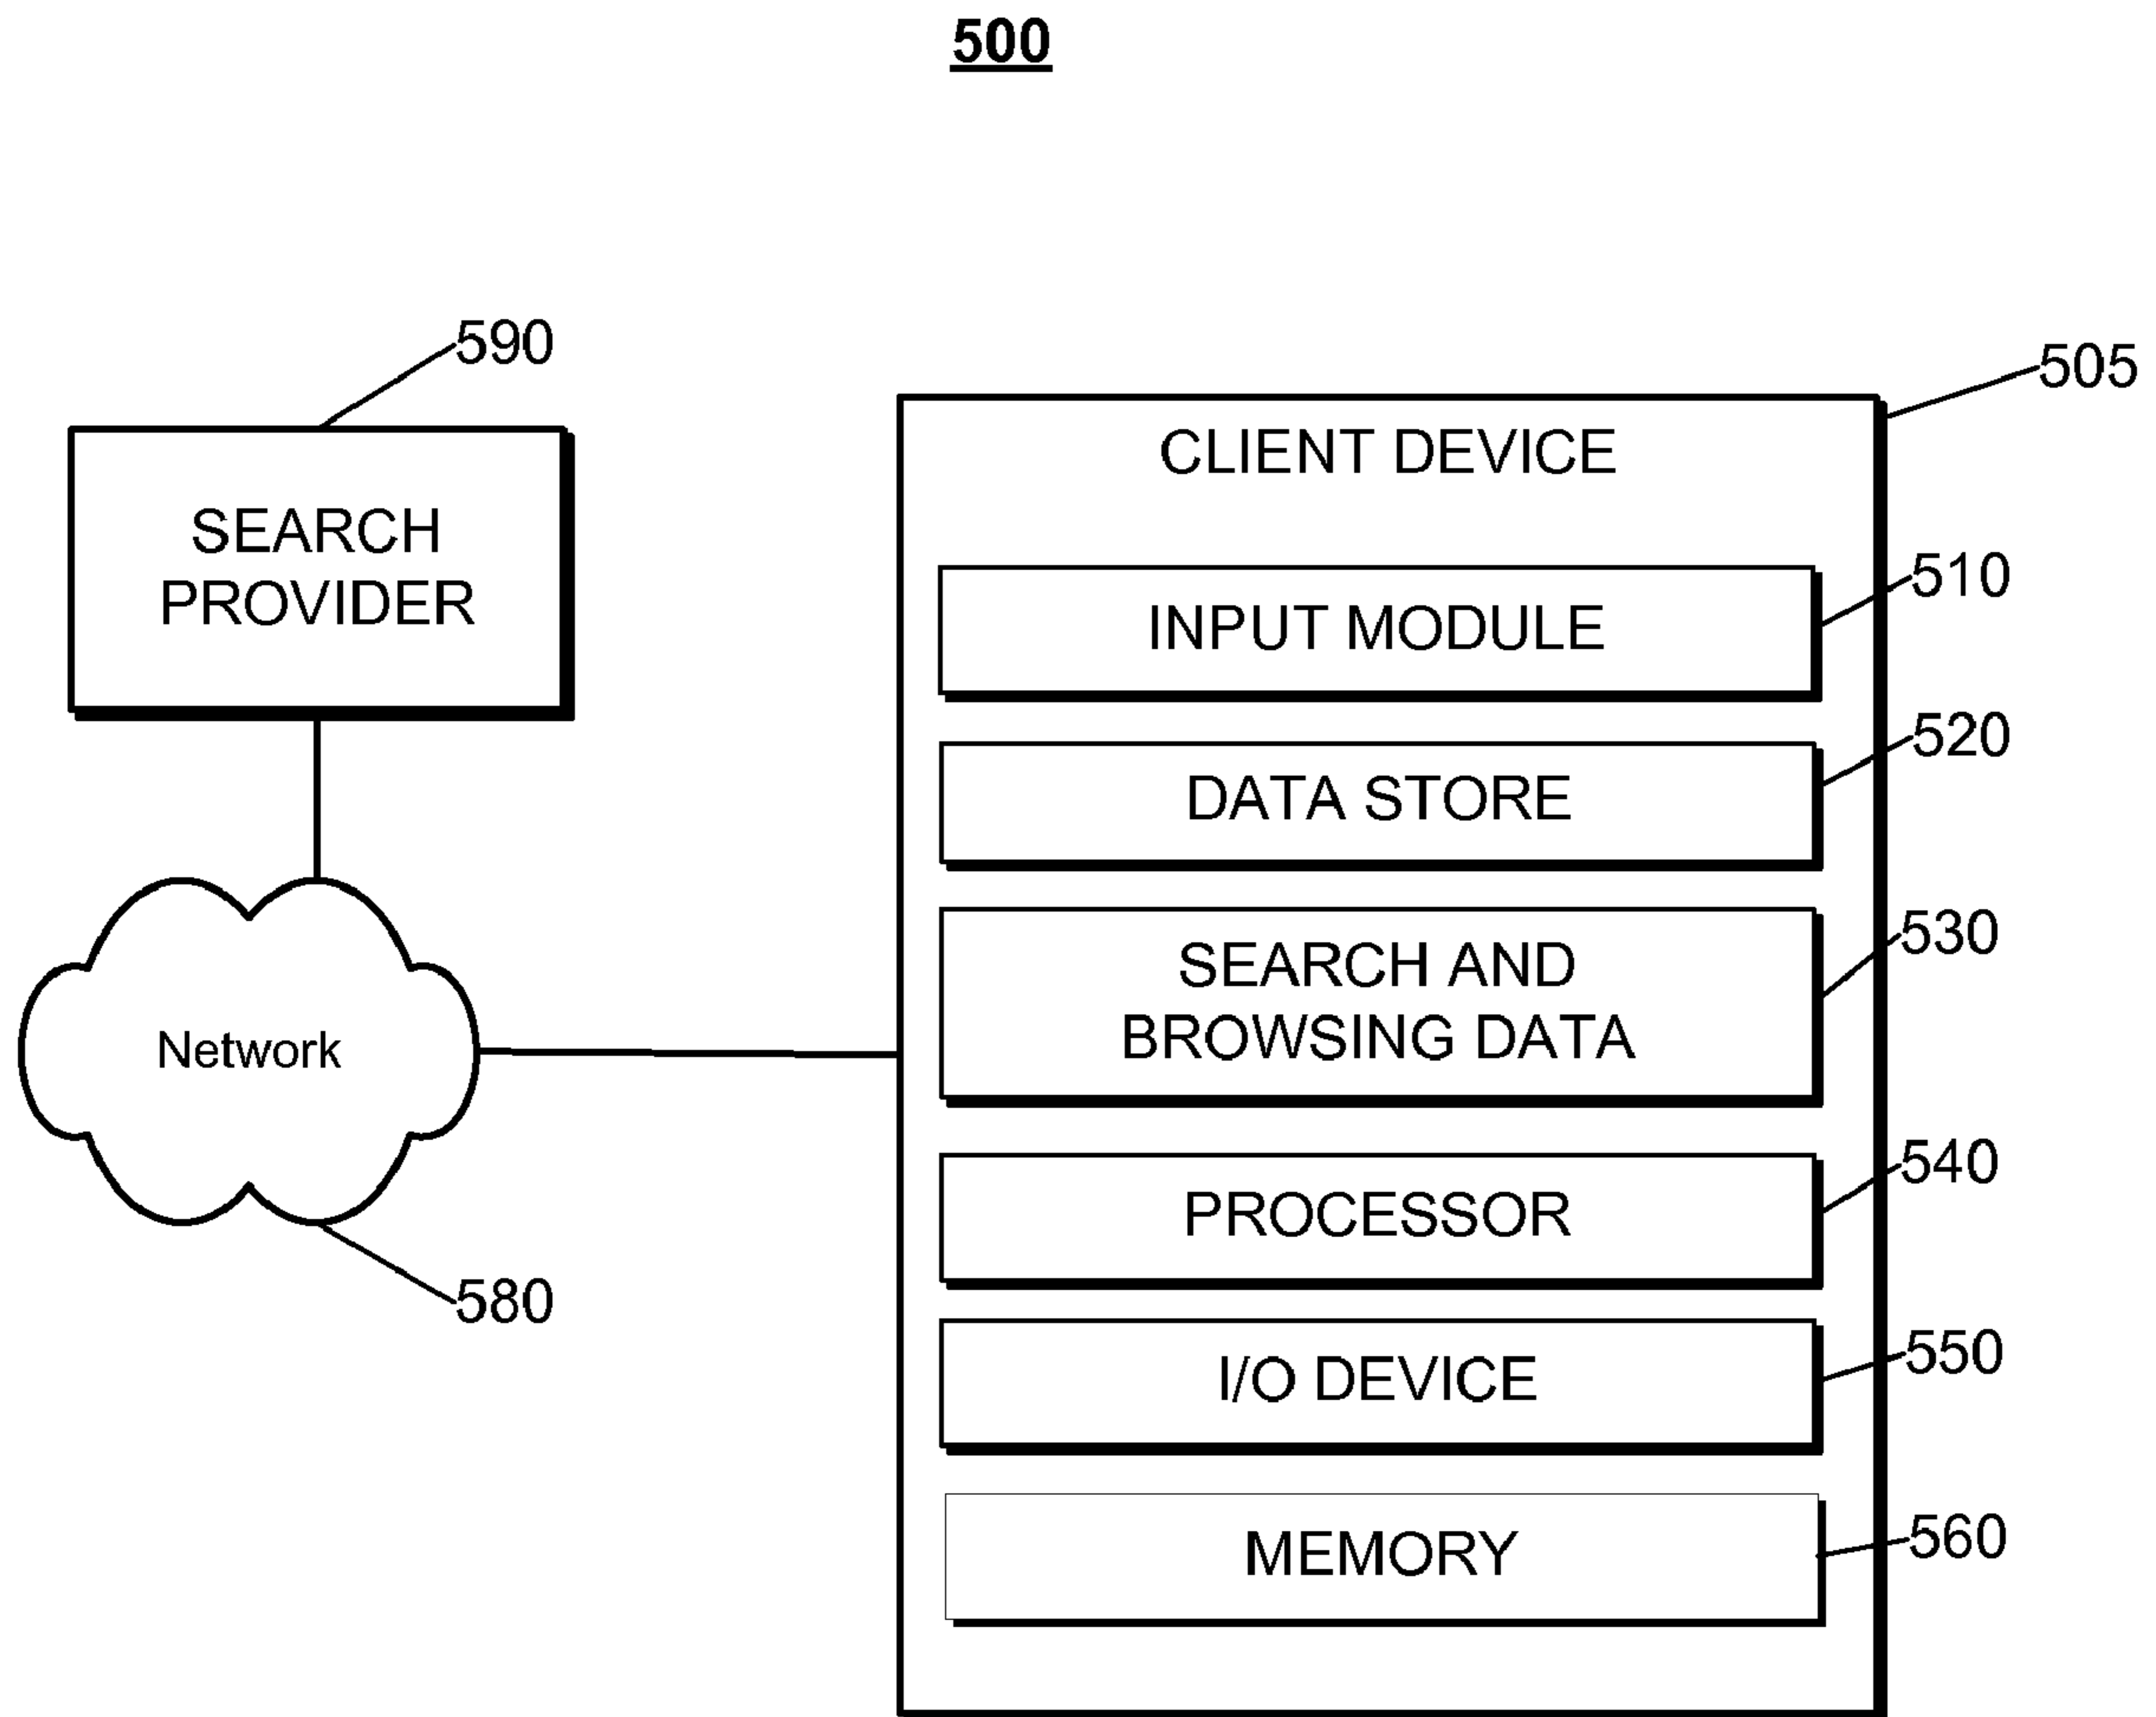 500
590
505
SEARCH
PROVIDER
CLIENT DEVICE
INPUT MODULE
510
DATA STORE
520
SEARCH AND
BROWSING DATA
530
Network
PROCESSOR
540
580
I/O DEVICE
550
MEMORY
560